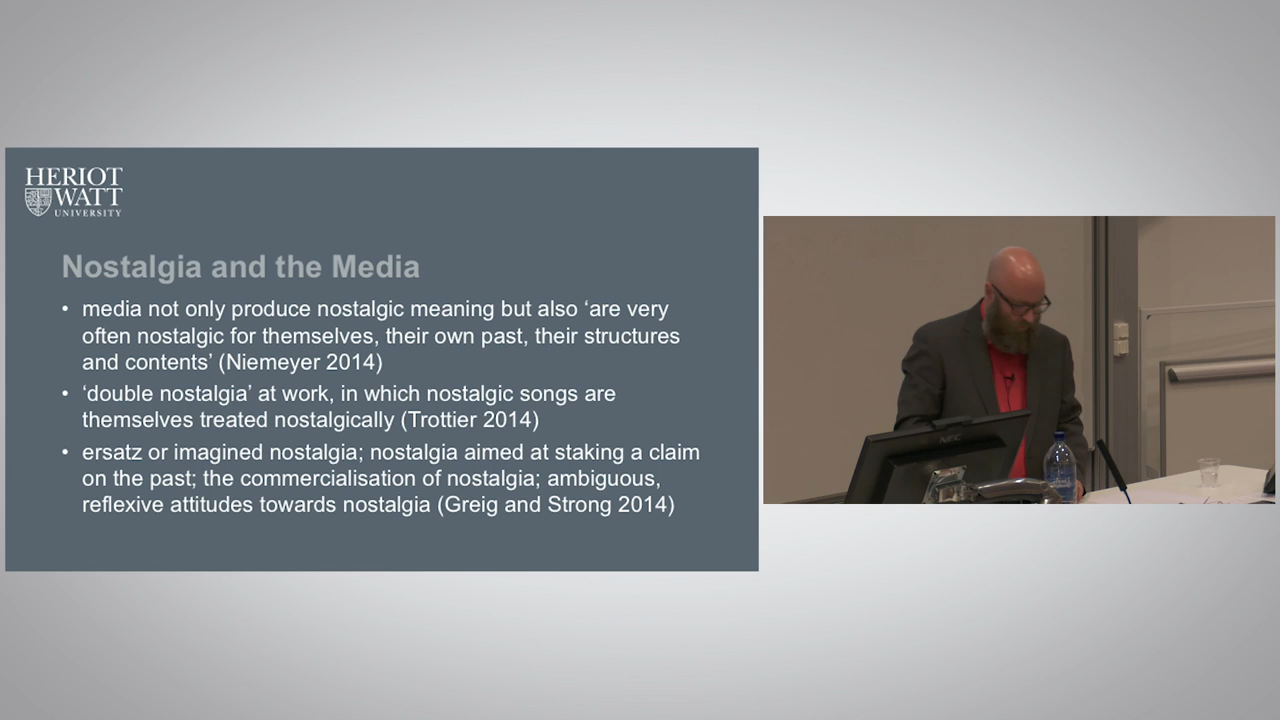 HERIOT
WATT
UNIVERSITY
Nostalgia and the Media
• media not only produce nostalgic meaning but also ‘are very
often nostalgic for themselves, their own past, their structures
and contents’ (Niemeyer 2014)
• ‘double nostalgia’ at work, in which nostalgic songs are
themselves treated nostalgically (Trottier 2014)
• ersatz or imagined nostalgia; nostalgia aimed at staking a claim
on the past; the commercialisation of nostalgia; ambiguous,
reflexive attitudes towards nostalgia (Greig and Strong 2014)
NEC